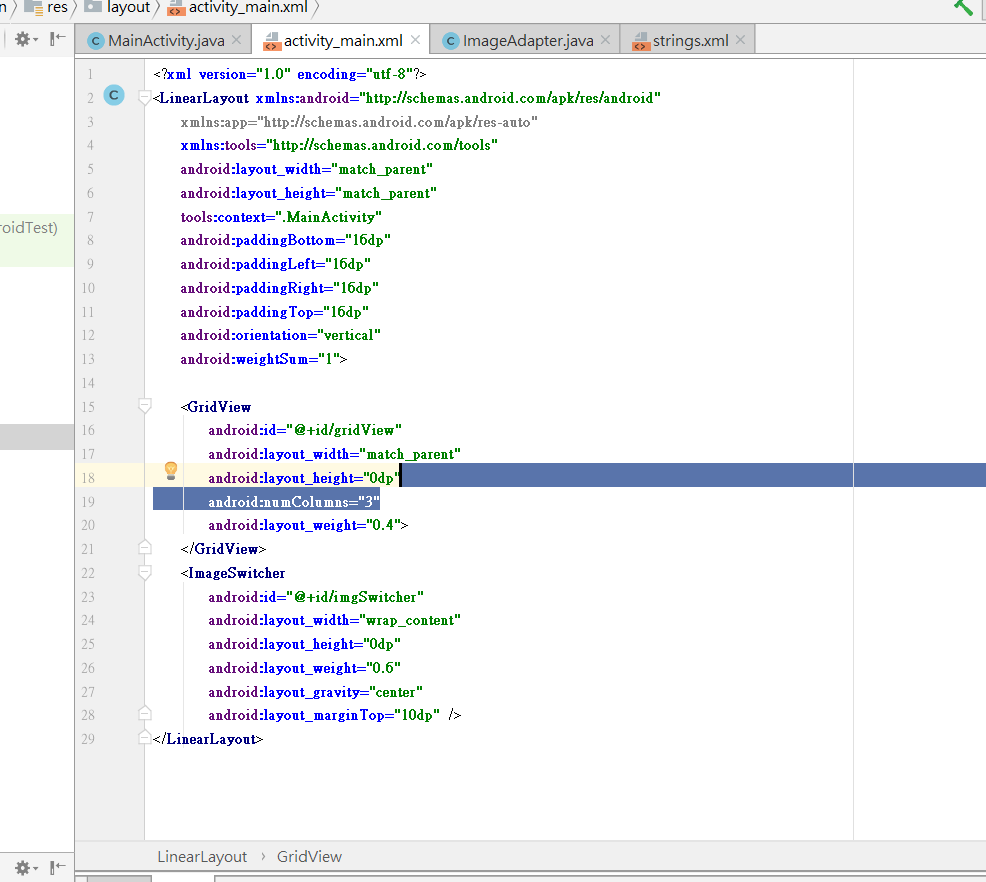 n res layout activity_main.xml
MainActivity.java activity_main.xml ImageAdapter.java strings.xml
1 <?xml version="1.0" encoding="utf-8"?>
2 C <LinearLayout xmlns:android="http://schemas.android.com/apk/res/android"
3 xmlns:app="http://schemas.android.com/apk/res-auto"
4 xmlns:tools="http://schemas.android.com/tools"
5 android:layout_width="match_parent"
6 android:layout_height="match_parent"
7 tools:context=".MainActivity"
roidTest)
8 android:paddingBottom="16dp"
9 android:paddingLeft="16dp"
10 android:paddingRight="16dp"
11 android:paddingTop="16dp"
12 android:orientation="vertical"
13 android:weightSum="1">
14
15 <GridView
16 android:id="@+id/gridView"
17 android:layout_width="match_parent"
18 android:layout_height="0dp"
19 android:numColumns="3"
20 android:layout_weight="0.4">
21 </GridView>
22 <ImageSwitcher
23 android:id="@+id/imgSwitcher"
24 android:layout_width="wrap_content"
25 android:layout_height="0dp"
26 android:layout_weight="0.6"
27 android:layout_gravity="center"
28 android:layout_marginTop="10dp" />
29 </LinearLayout>
LinearLayout › GridView